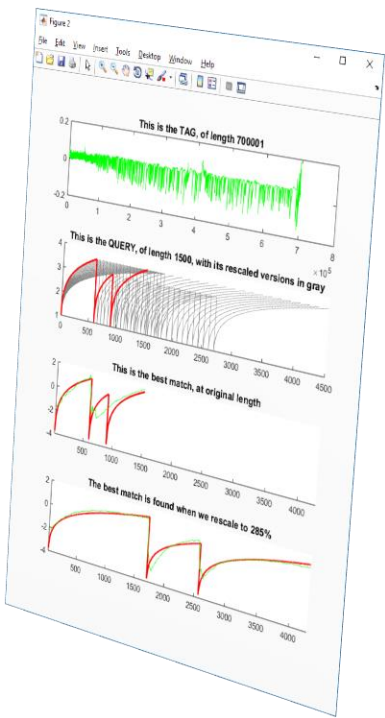 Figure 2
File Edit View Insert Tools Desktop Window Help
This is the TAG, of length 700001
0.2
0
-0.2
0 1 2 3 4 5 6 7 8
× 10⁵
This is the QUERY, of length 1500, with its rescaled versions in gray
4
3
2
1
0 500 1000 1500 2000 2500 3000 3500 4000 4500
This is the best match, at original length
2
0
-2
-4
500 1000 1500 2000 2500 3000 3500 4000
The best match is found when we rescale to 285%
2
0
-2
-4
500 1000 1500 2000 2500 3000 3500 4000